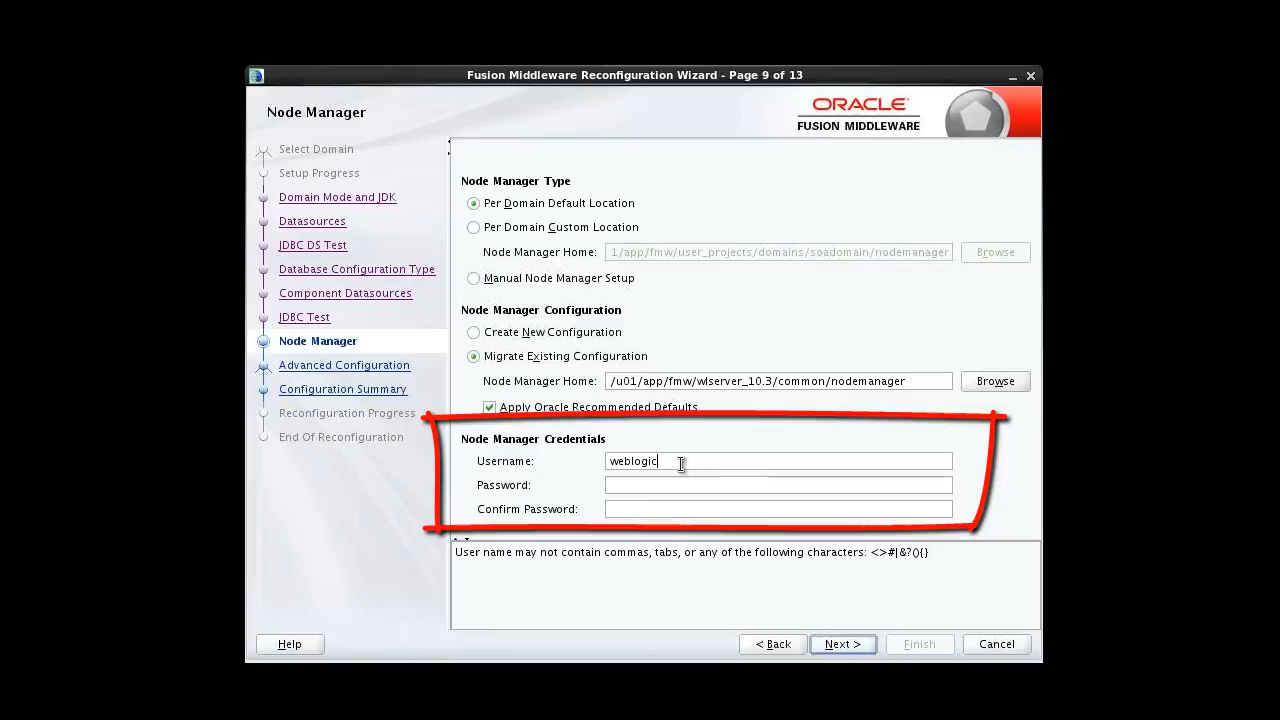 Fusion Middleware Reconfiguration Wizard - Page 9 of 13
Node Manager
ORACLE
FUSION MIDDLEWARE
Select Domain
Setup Progress
Domain Mode and JDK
Datasources
JDBC DS Test
Database Configuration Type
Component Datasources
JDBC Test
Node Manager
Advanced Configuration
Configuration Summary
Reconfiguration Progress
End Of Reconfiguration
Node Manager Type
Per Domain Default Location
Per Domain Custom Location
Node Manager Home: 1/app/fmw/user_projects/domains/soadomain/nodemanager Browse
Manual Node Manager Setup
Node Manager Configuration
Create New Configuration
Migrate Existing Configuration
Node Manager Home: /u01/app/fmw/wlserver_10.3/common/nodemanager Browse
Apply Oracle Recommended Defaults
Node Manager Credentials
Username: weblogic
Password:
Confirm Password:
User name may not contain commas, tabs, or any of the following characters: <>#|&?(){}
Help < Back Next > Finish Cancel